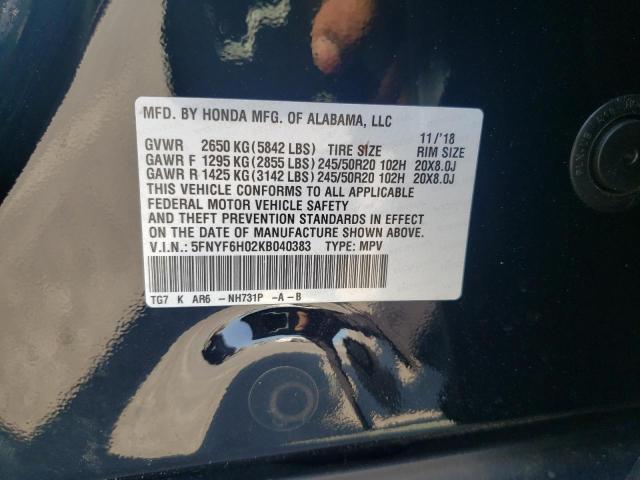 MFD. BY HONDA MFG. OF ALABAMA, LLC
GVWR 2650 KG (5842 LBS) TIRE SIZE 11/'18 RIM SIZE
GAWR F 1295 KG (2855 LBS) 245/50R20 102H 20X8.0J
GAWR R 1425 KG (3142 LBS) 245/50R20 102H 20X8.0J
THIS VEHICLE CONFORMS TO ALL APPLICABLE
FEDERAL MOTOR VEHICLE SAFETY
AND THEFT PREVENTION STANDARDS IN EFFECT
ON THE DATE OF MANUFACTURE SHOWN ABOVE.
V.I.N.: 5FNYF6H02KB040383 TYPE: MPV
TG7 K AR6 -NH731P -A-B